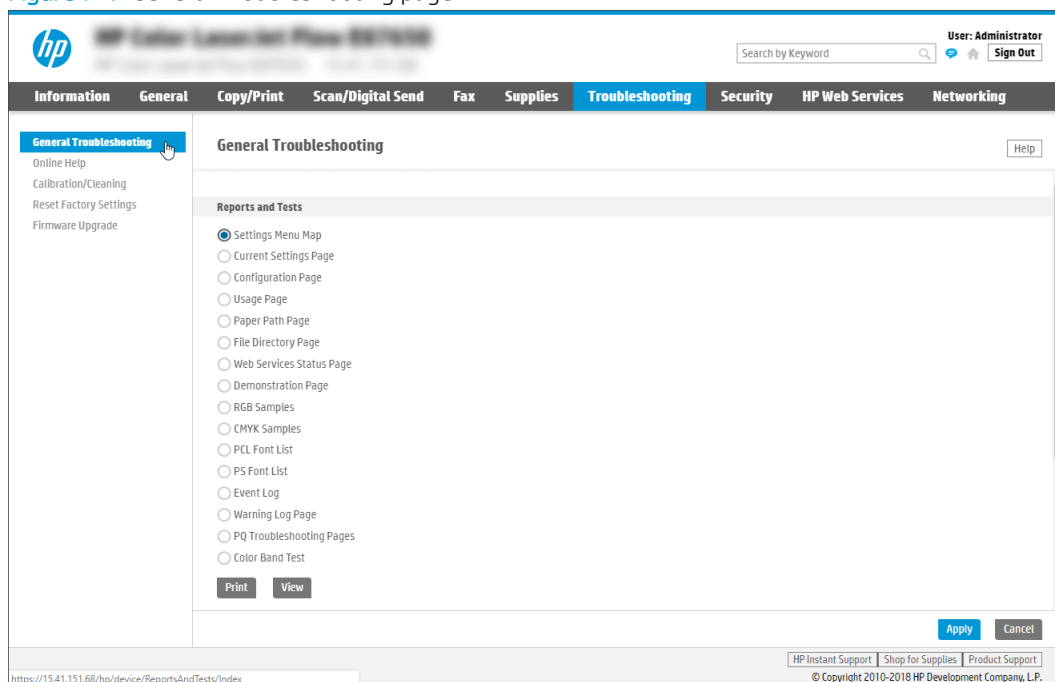 hp
User: Administrator
Search by Keyword
Sign Out
Information General Copy/Print Scan/Digital Send Fax Supplies Troubleshooting Security HP Web Services Networking
General Troubleshooting
Online Help
Calibration/Cleaning
Reset Factory Settings
Firmware Upgrade
General Troubleshooting
Help
Reports and Tests
Settings Menu Map
Current Settings Page
Configuration Page
Usage Page
Paper Path Page
File Directory Page
Web Services Status Page
Demonstration Page
RGB Samples
CMYK Samples
PCL Font List
PS Font List
Event Log
Warning Log Page
PQ Troubleshooting Pages
Color Band Test
Print View
Apply Cancel
HP Instant Support Shop for Supplies Product Support
https://15.41.151.68/hp/device/ReportsAndTests/Index
© Copyright 2010-2018 HP Development Company, L.P.